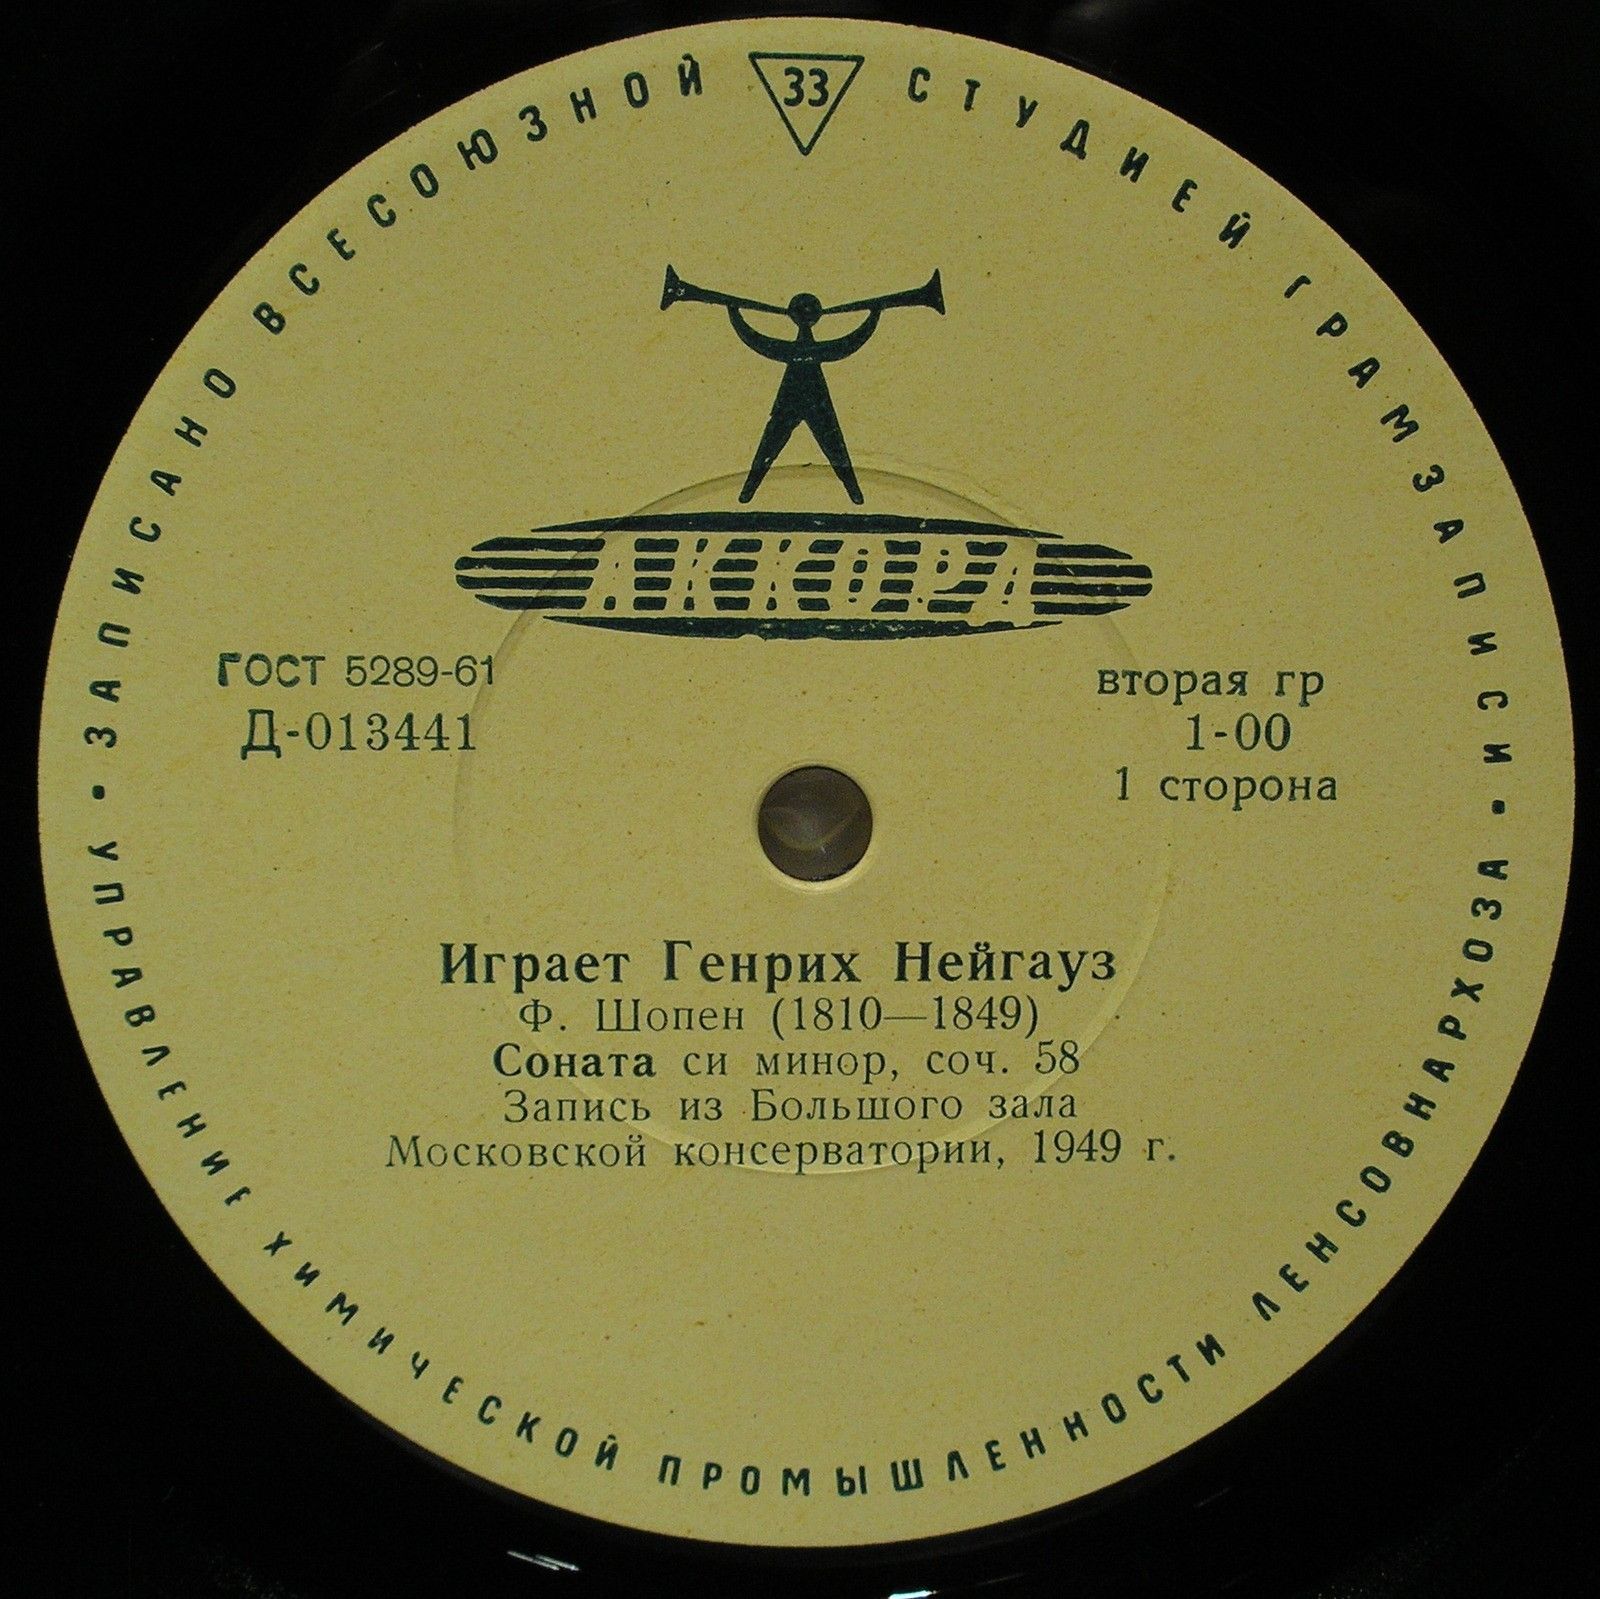 ЗАПИСАНО ВСЕСОЮЗНОЙ СТУДИЕЙ ГРАМЗАПИСИ
33
АККОРД
ГОСТ 5289-61
Д-013441
вторая гр
1-00
1 сторона
Играет Генрих Нейгауз
Ф. Шопен (1810—1849)
Соната си минор, соч. 58
Запись из Большого зала
Московской консерватории, 1949 г.
УПРАВЛЕНИЕ ХИМИЧЕСКОЙ ПРОМЫШЛЕННОСТИ ЛЕНСОВНАРХОЗА